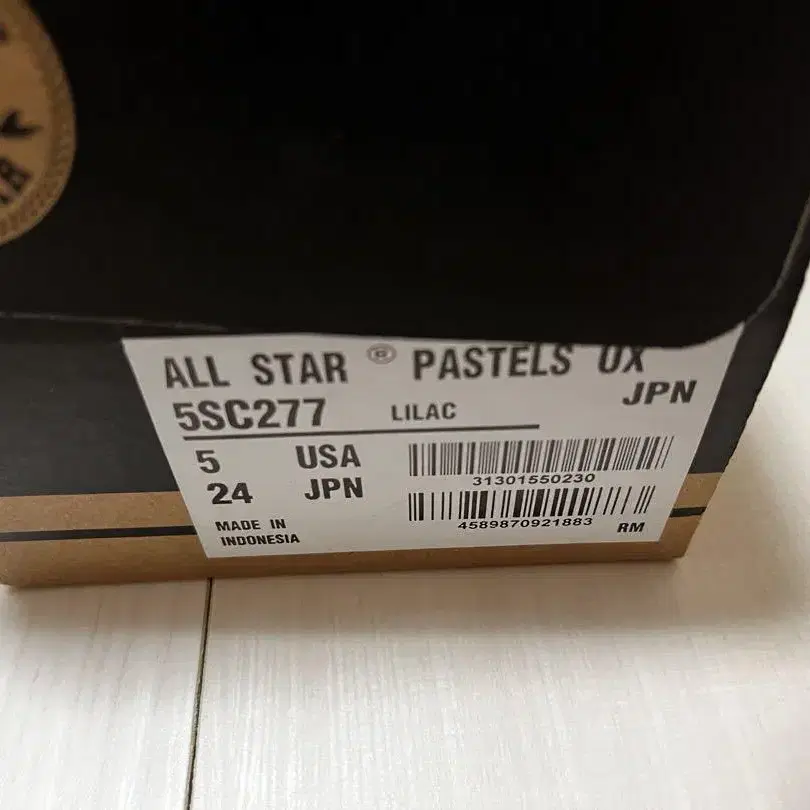 ALL STAR ® PASTELS OX
JPN
5SC277 LILAC
5 USA
24 JPN
31301550230
4589870921883
MADE IN
INDONESIA
RM